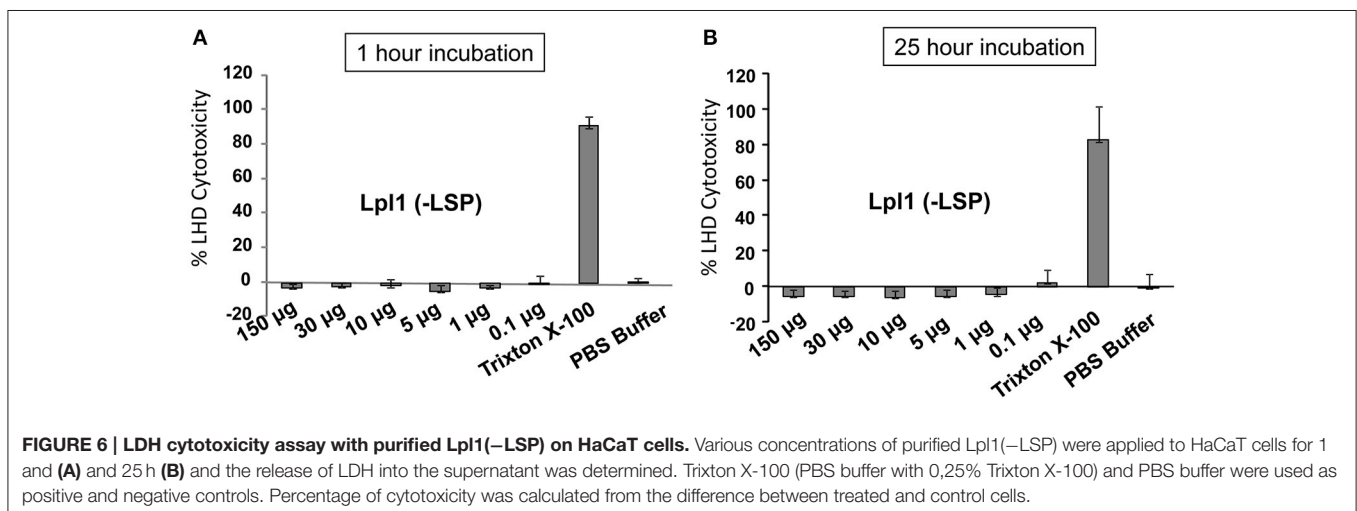 A
1 hour incubation
% LHD Cytotoxicity
120
100
80
60
40
20
0
-20
Lpl1 (-LSP)
150 µg
30 µg
10 µg
5 µg
1 µg
0.1 µg
Trixton X-100
PBS Buffer
B
25 hour incubation
% LHD Cytotoxicity
120
100
80
60
40
20
0
-20
Lpl1 (-LSP)
150 µg
30 µg
10 µg
5 µg
1 µg
0.1 µg
Trixton X-100
PBS Buffer
FIGURE 6 | LDH cytotoxicity assay with purified Lpl1(−LSP) on HaCaT cells. Various concentrations of purified Lpl1(−LSP) were applied to HaCaT cells for 1
and (A) and 25 h (B) and the release of LDH into the supernatant was determined. Trixton X-100 (PBS buffer with 0,25% Trixton X-100) and PBS buffer were used as
positive and negative controls. Percentage of cytotoxicity was calculated from the difference between treated and control cells.